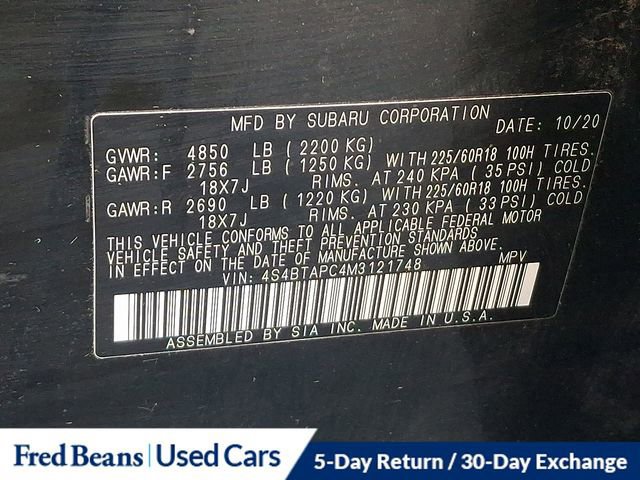 MFD BY SUBARU CORPORATION DATE: 10/20
GVWR: 4850 LB (2200 KG)
GAWR:F 2756 LB (1250 KG) WITH 225/60R18 100H TIRES.
18X7J RIMS. AT 240 KPA (35 PSI) COLD
GAWR:R 2690 LB (1220 KG) WITH 225/60R18 100H TIRES.
18X7J RIMS. AT 230 KPA (33 PSI) COLD
THIS VEHICLE CONFORMS TO ALL APPLICABLE FEDERAL MOTOR
VEHICLE SAFETY AND THEFT PREVENTION STANDARDS
IN EFFECT ON THE DATE OF MANUFACTURE SHOWN ABOVE.
VIN: 4S4BTAPC4M3121748 MPV
ASSEMBLED BY SIA INC. MADE IN U.S.A.
Fred Beans | Used Cars 5-Day Return / 30-Day Exchange